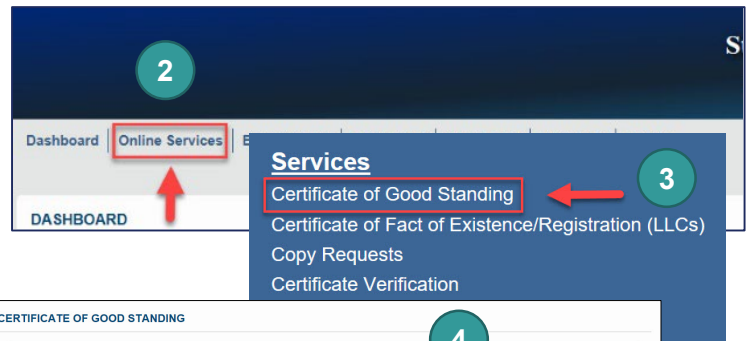 2
Dashboard Online Services
Services
Certificate of Good Standing
3
DASHBOARD
Certificate of Fact of Existence/Registration (LLCs)
Copy Requests
Certificate Verification
CERTIFICATE OF GOOD STANDING
4